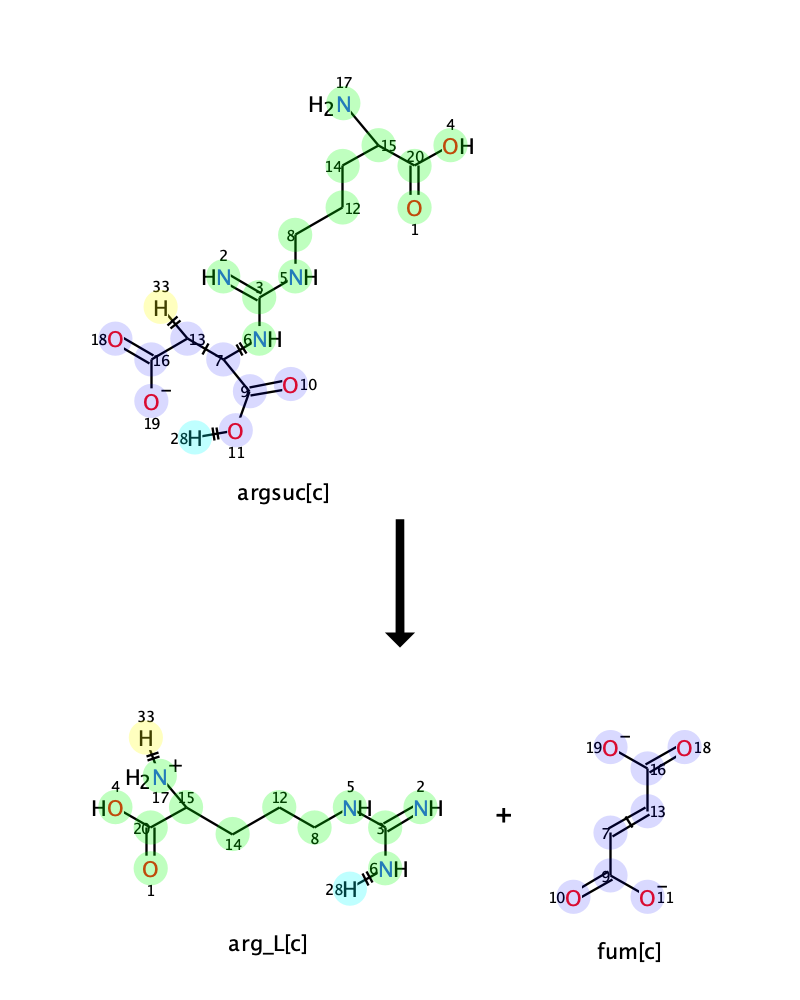 17
H2N
4
15
20
OH
14
O
1
12
8
2
HN
5NH
3
33
H
6NH
18O
13
7
16
9
O10
O−
19
28H
O
11
argsuc[c]
33
H
H2N+
17
15
4
HO
20
O
1
14
12
8
5
NH
2
NH
3
6NH
28H
arg_L[c]
+
19O−
O18
16
13
7
9
10O
O−11
fum[c]